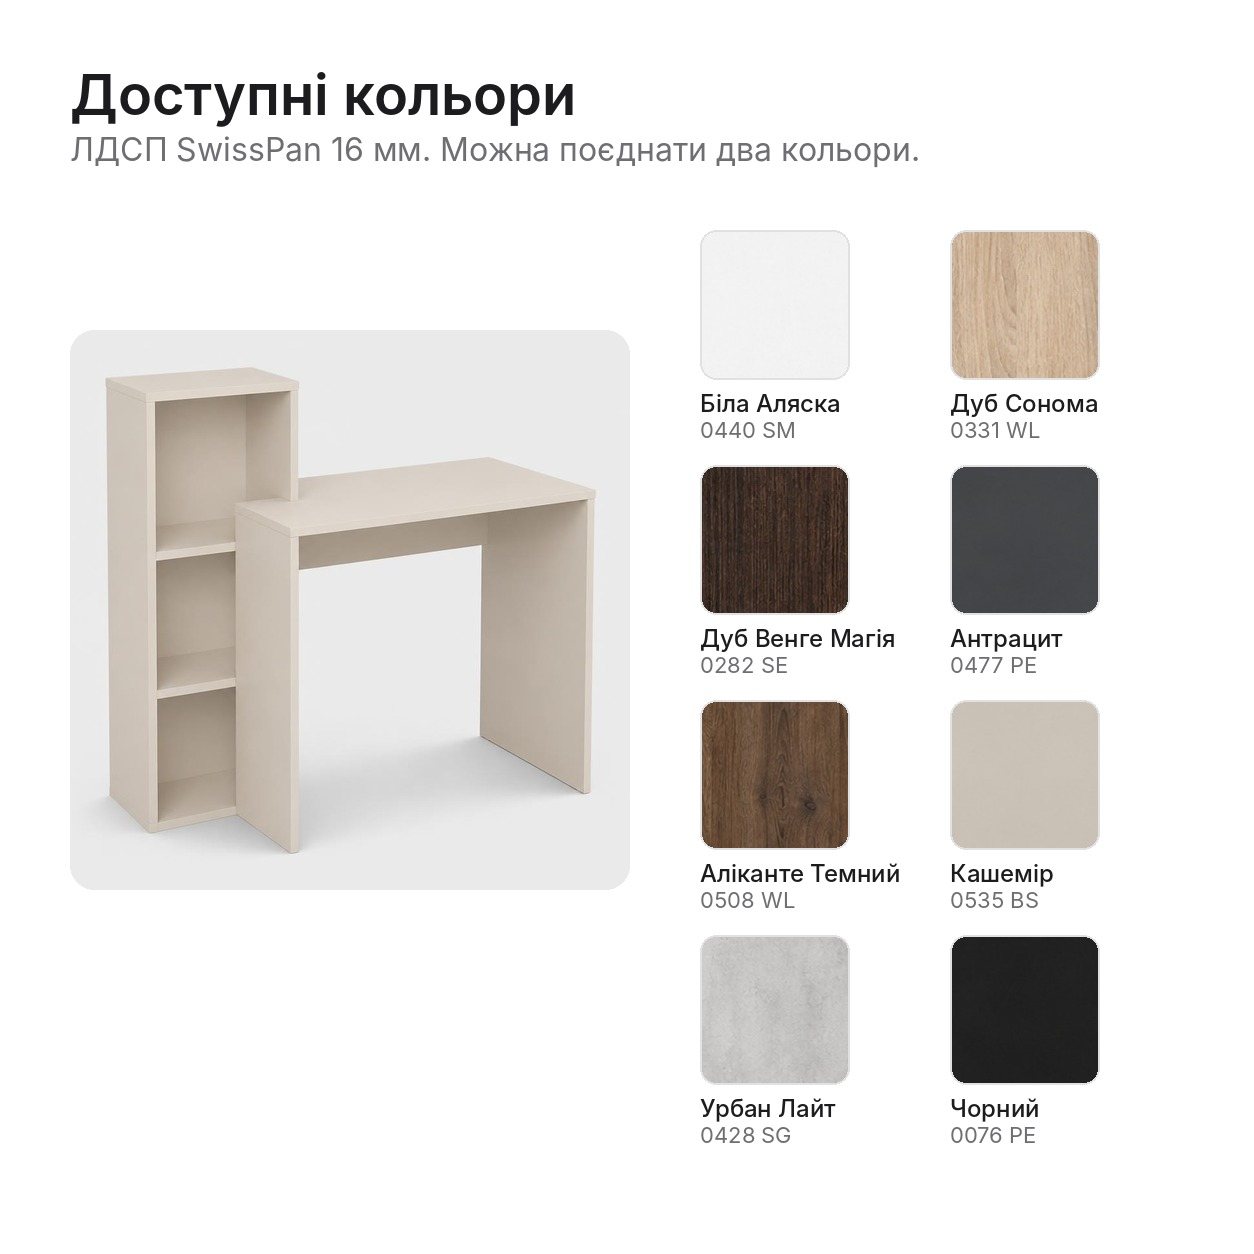 Доступні кольори
ЛДСП SwissPan 16 мм. Можна поєднати два кольори.
Біла Аляска
0440 SM
Дуб Сонома
0331 WL
Дуб Венге Магія
0282 SE
Антрацит
0477 PE
Аліканте Темний
0508 WL
Кашемір
0535 BS
Урбан Лайт
0428 SG
Чорний
0076 PE